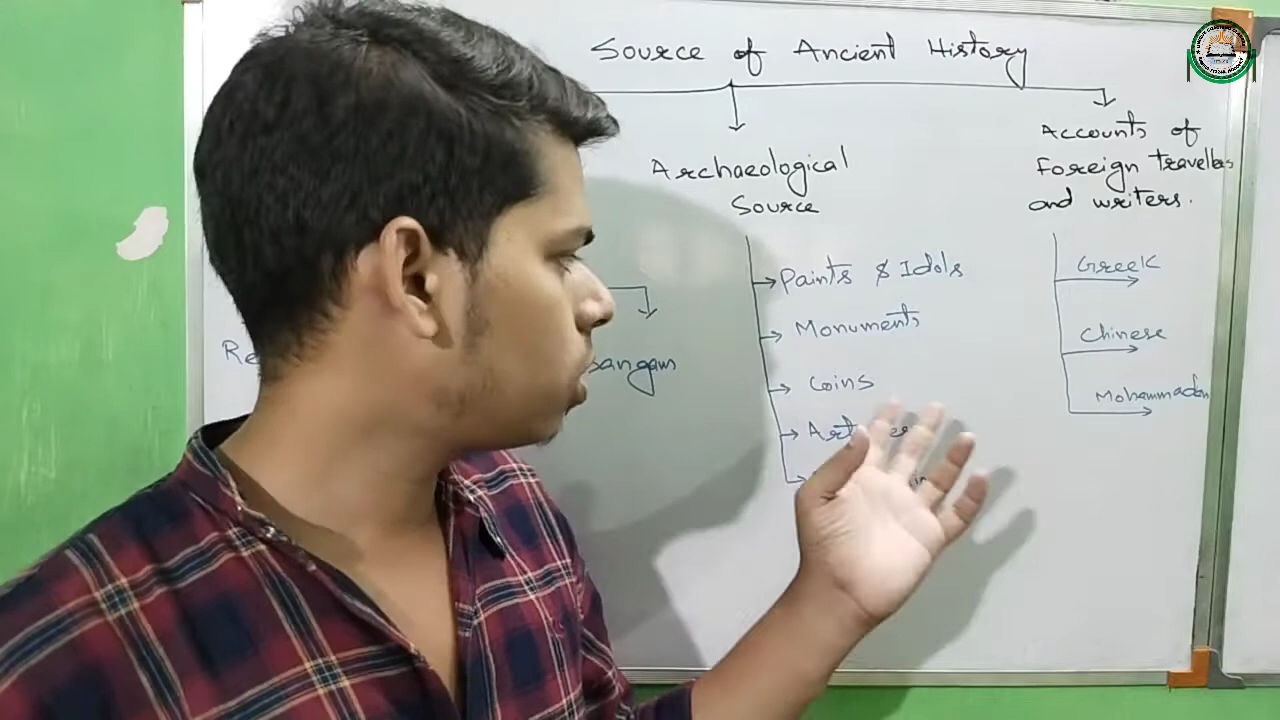 Source of Ancient History
Archaeological
Source
Paints & Idols
Monuments
Coins
Accounts of
Foreign travellers
and writers.
Greek
Chinese
Mohammadan
sangam